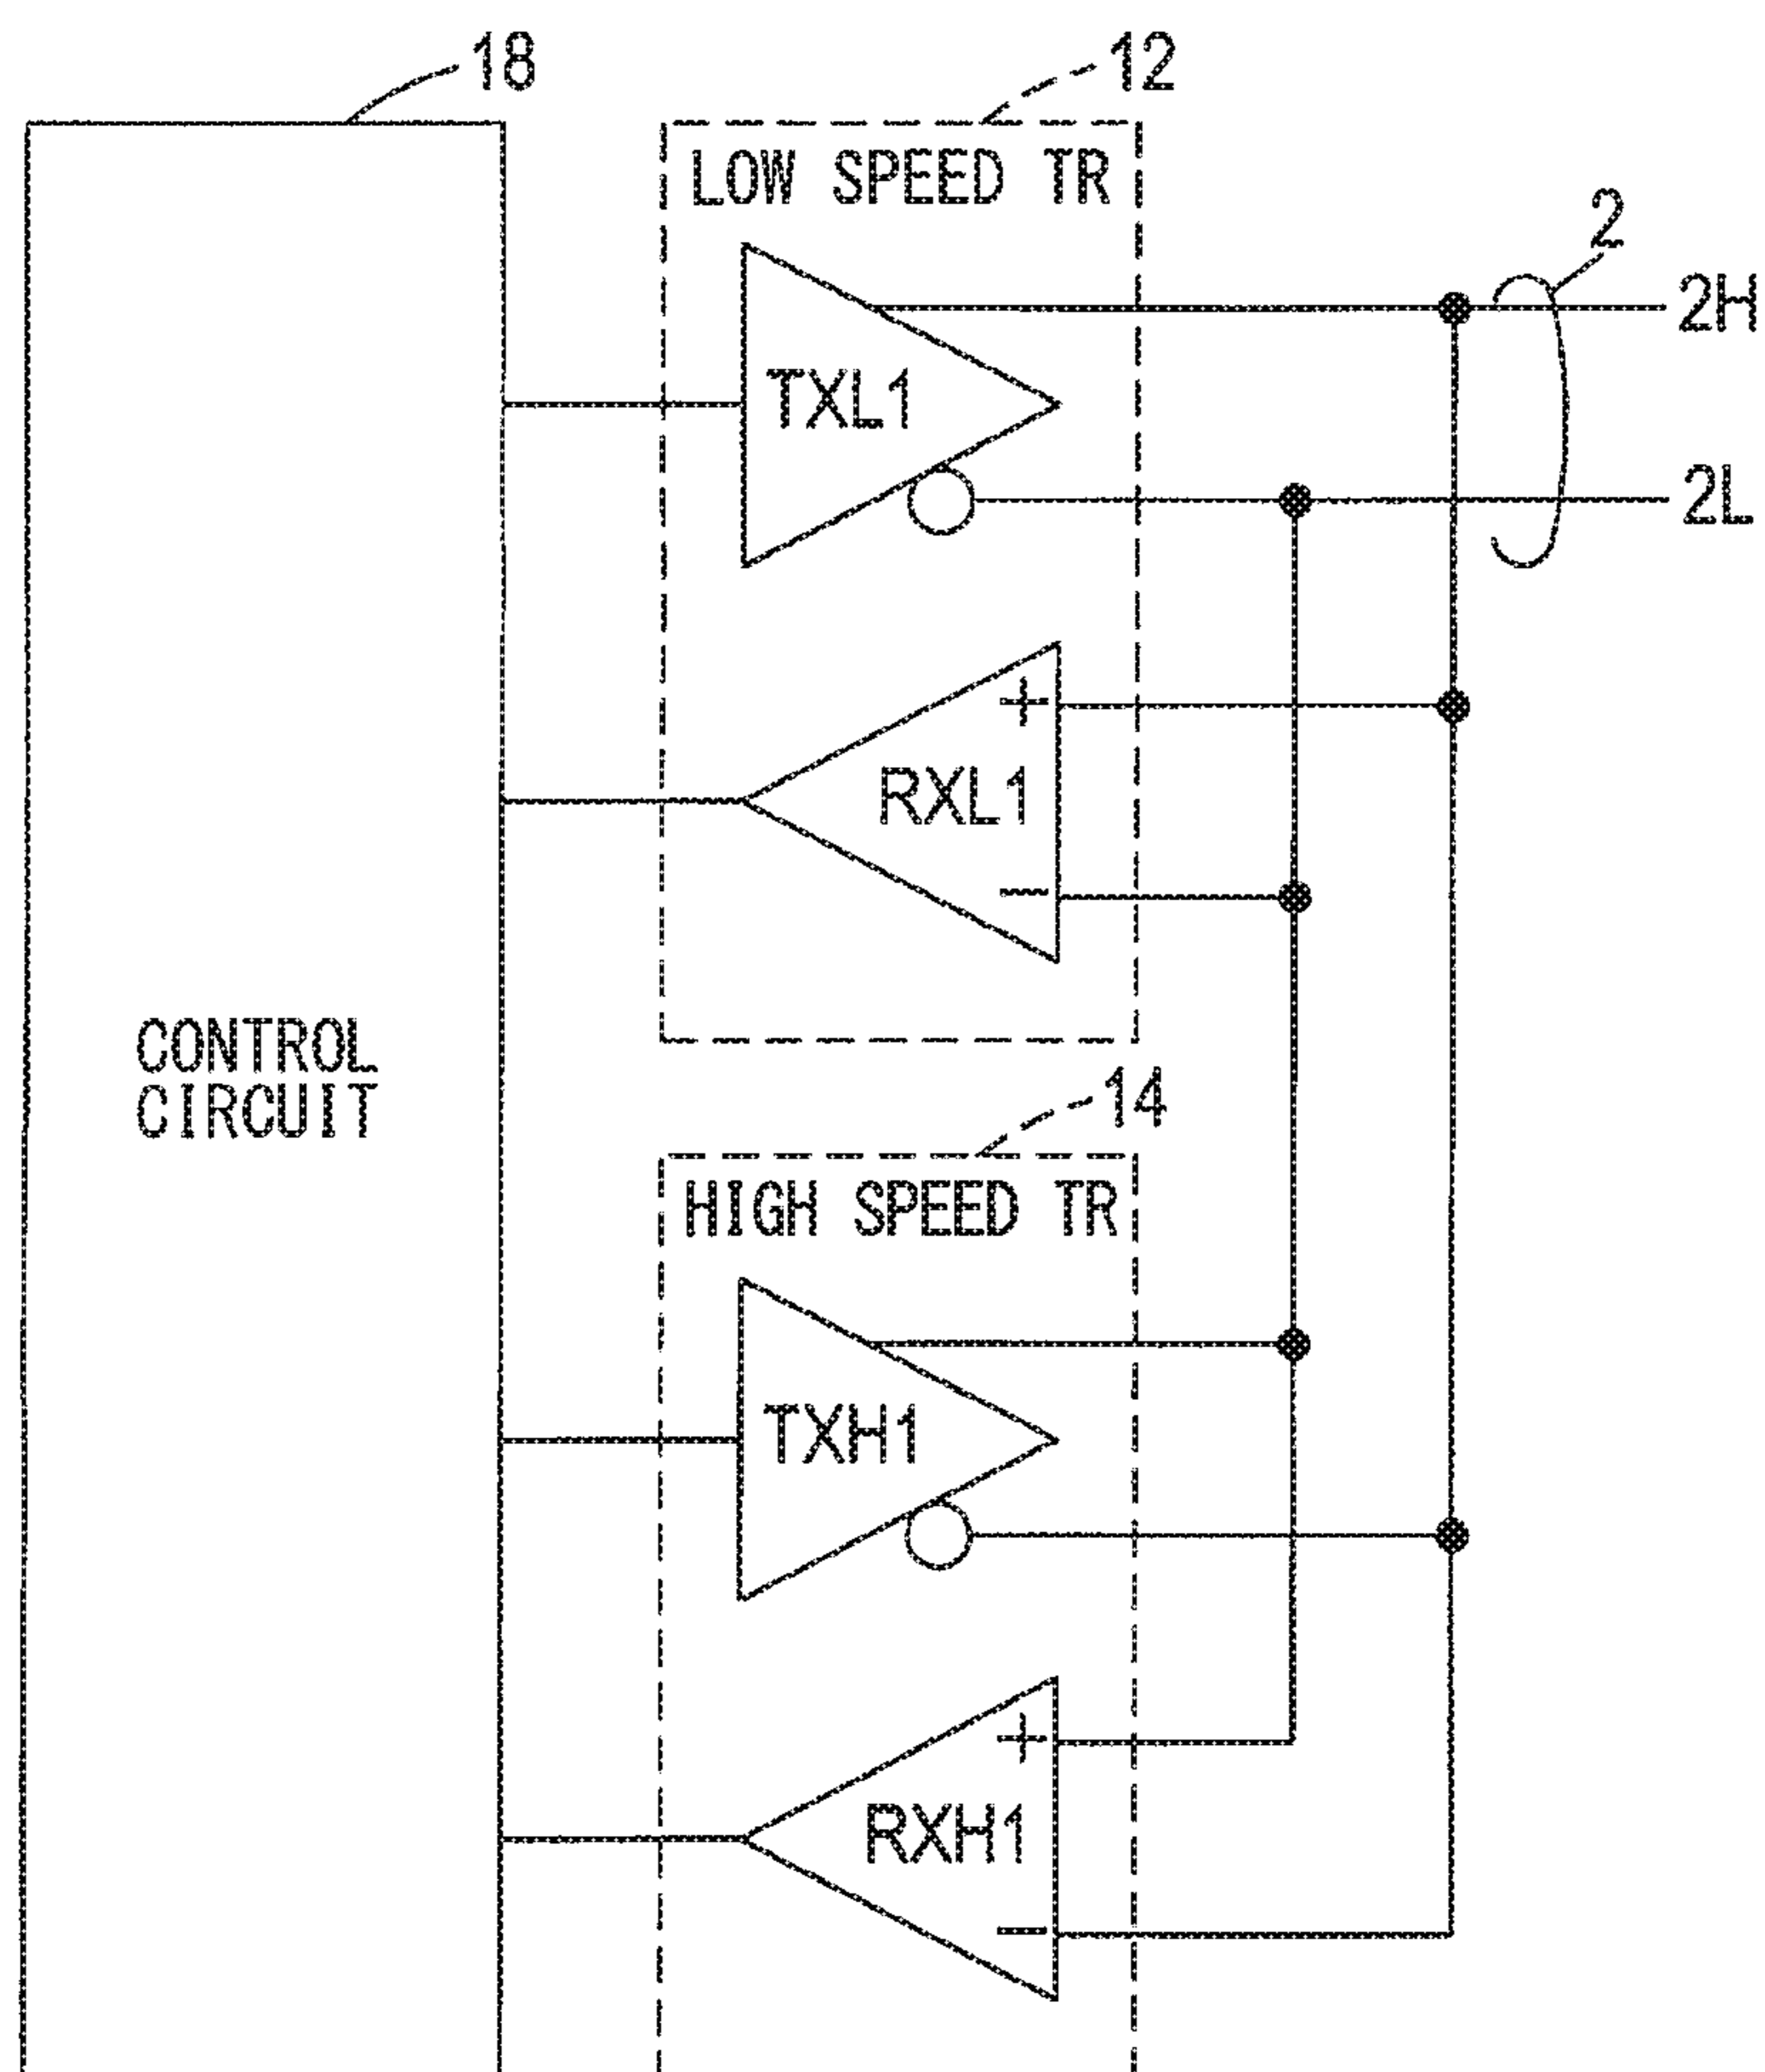 18
12
LOW SPEED TR
2
2H
TXL1
2L
+
RXL1
−
CONTROL
CIRCUIT
14
HIGH SPEED TR
TXH1
+
RXH1
−